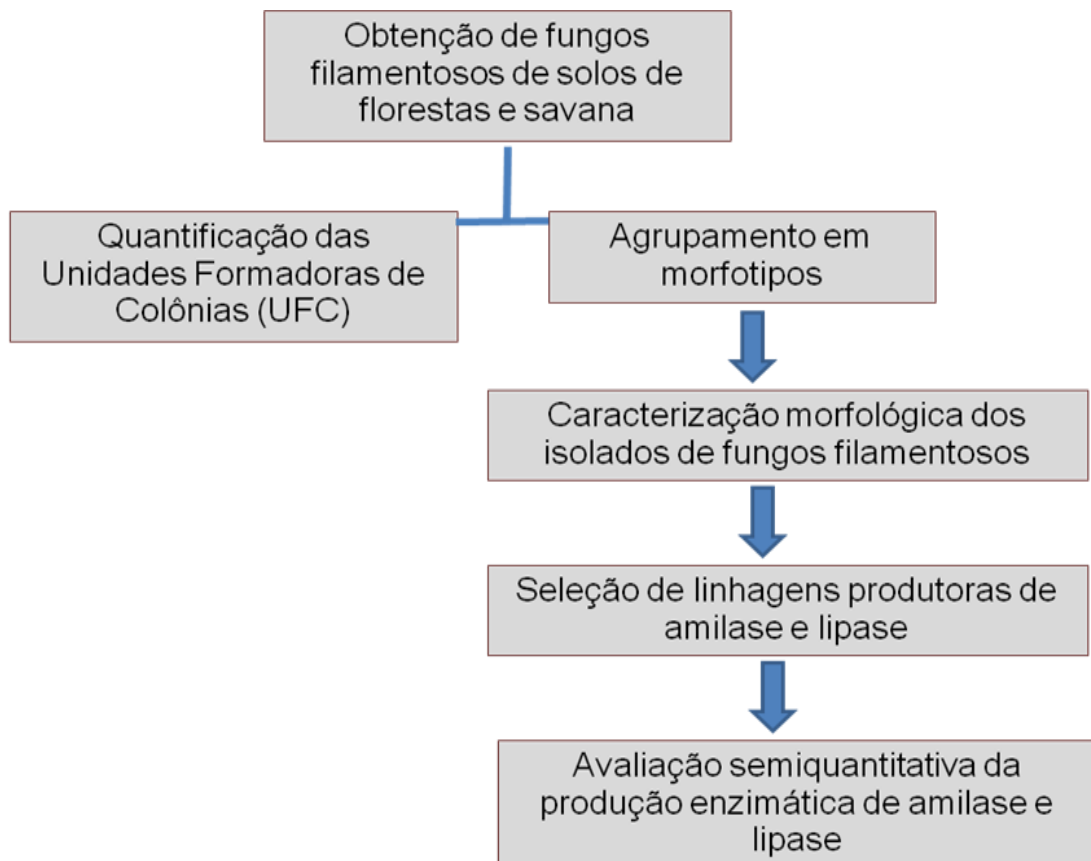 Obtenção de fungos
filamentosos de solos de
florestas e savana
Quantificação das
Unidades Formadoras de
Colônias (UFC)
Agrupamento em
morfotipos
Caracterização morfológica dos
isolados de fungos filamentosos
Seleção de linhagens produtoras de
amilase e lipase
Avaliação semiquantitativa da
produção enzimática de amilase e
lipase